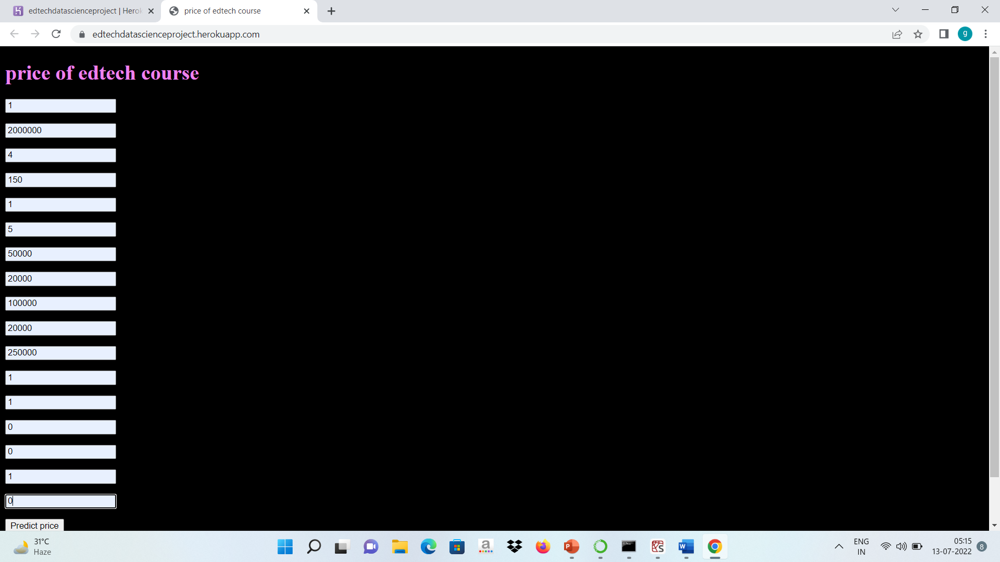 edtechdatascienceproject | Herok
price of edtech course
edtechdatascienceproject.herokuapp.com
g
price of edtech course
1
2000000
4
150
1
5
50000
20000
100000
20000
250000
1
1
0
0
1
0
Predict price
31°C
Haze
ENG
IN
05:15
13-07-2022
8